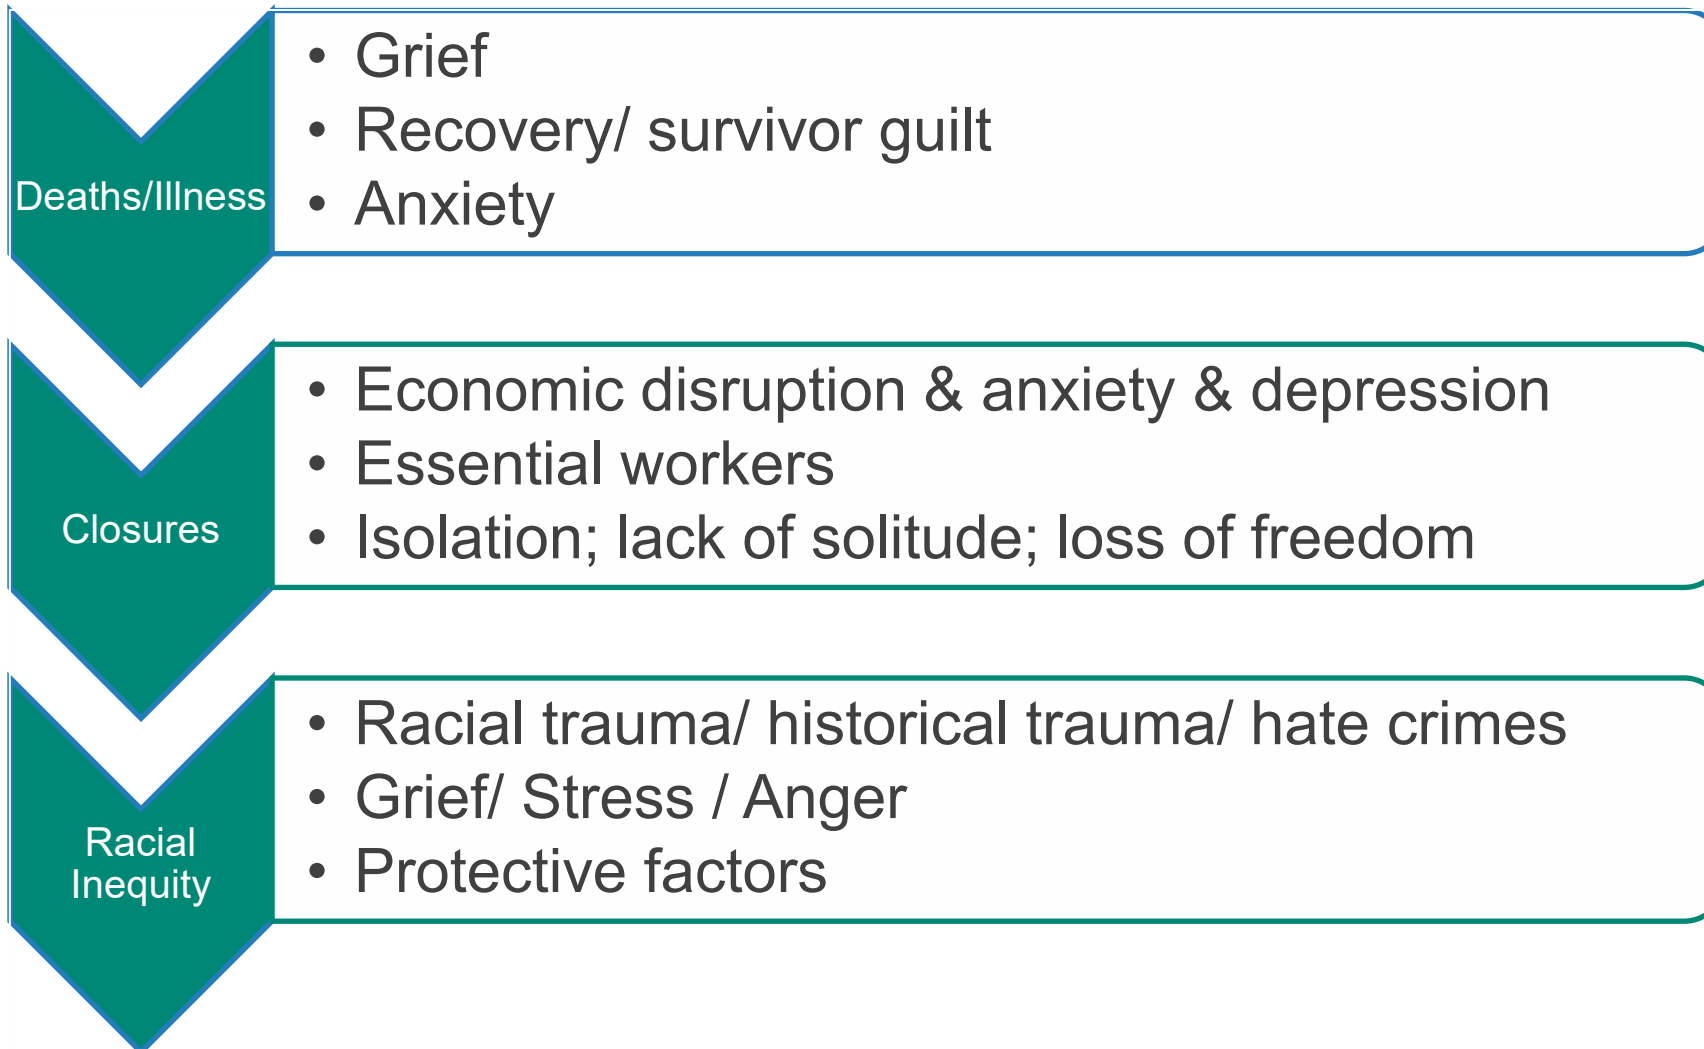 Deaths/Illness
• Grief
• Recovery/ survivor guilt
• Anxiety
Closures
• Economic disruption & anxiety & depression
• Essential workers
• Isolation; lack of solitude; loss of freedom
Racial
Inequity
• Racial trauma/ historical trauma/ hate crimes
• Grief/ Stress / Anger
• Protective factors